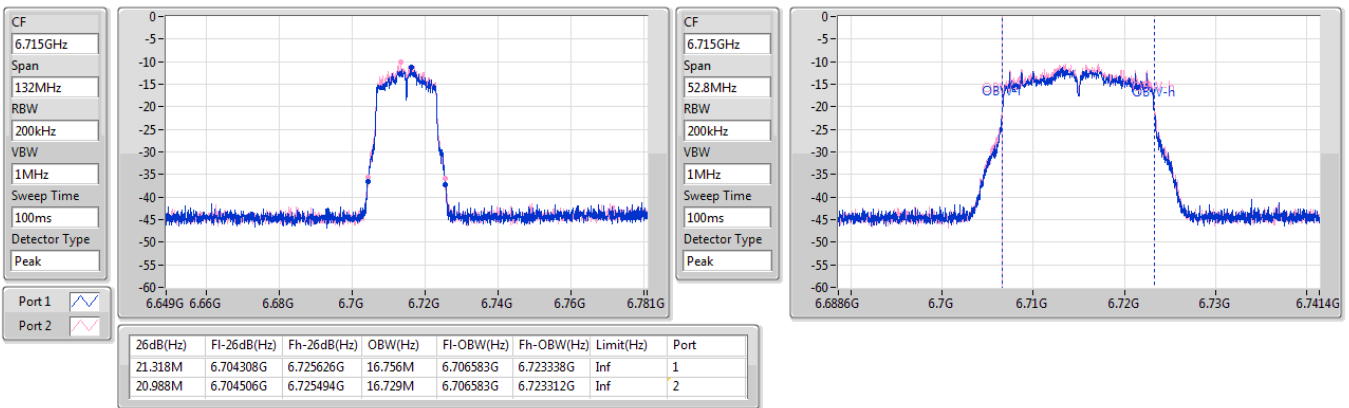 CF
6.715GHz
Span
132MHz
RBW
200kHz
VBW
1MHz
Sweep Time
100ms
Detector Type
Peak
Port 1
Port 2
0
-5
-10
-15
-20
-25
-30
-35
-40
-45
-50
-55
-60
6.649G 6.66G 6.68G 6.7G 6.72G 6.74G 6.76G 6.781G
CF
6.715GHz
Span
52.8MHz
RBW
200kHz
VBW
1MHz
Sweep Time
100ms
Detector Type
Peak
0
-5
-10
-15
-20
-25
-30
-35
-40
-45
-50
-55
-60
OBW-l OBW-h
6.6886G 6.7G 6.71G 6.72G 6.73G 6.7414G
26dB(Hz) Fl-26dB(Hz) Fh-26dB(Hz) OBW(Hz) Fl-OBW(Hz) Fh-OBW(Hz) Limit(Hz) Port
21.318M 6.704308G 6.725626G 16.756M 6.706583G 6.723338G Inf 1
20.988M 6.704506G 6.725494G 16.729M 6.706583G 6.723312G Inf 2